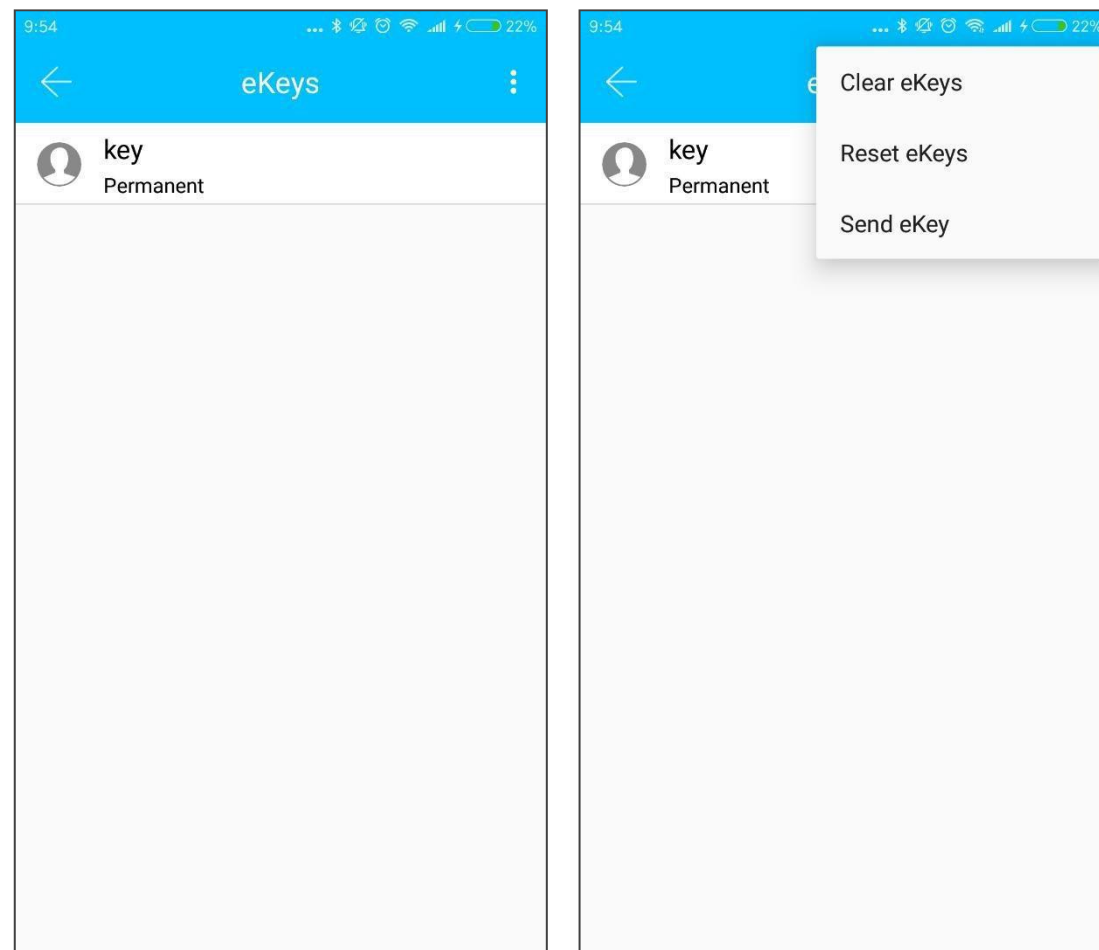 9:54
... 22%
eKeys
key
Permanent
9:54
... 22%
e
Clear eKeys
key
Reset eKeys
Permanent
Send eKey